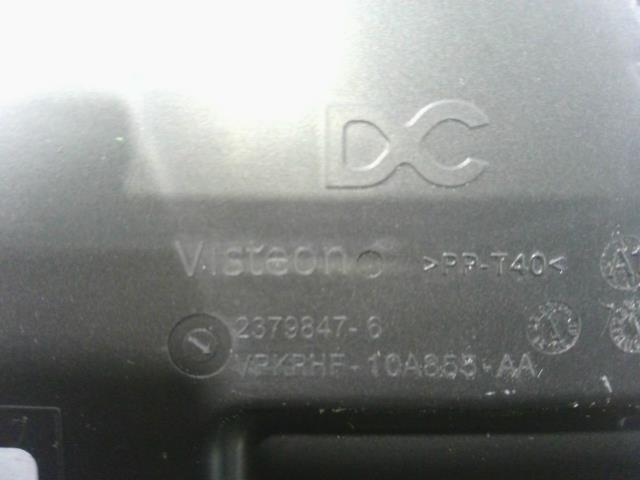 DC
Visteon >PP-T40<
2379847-6
VPKRHF-10A855-AA